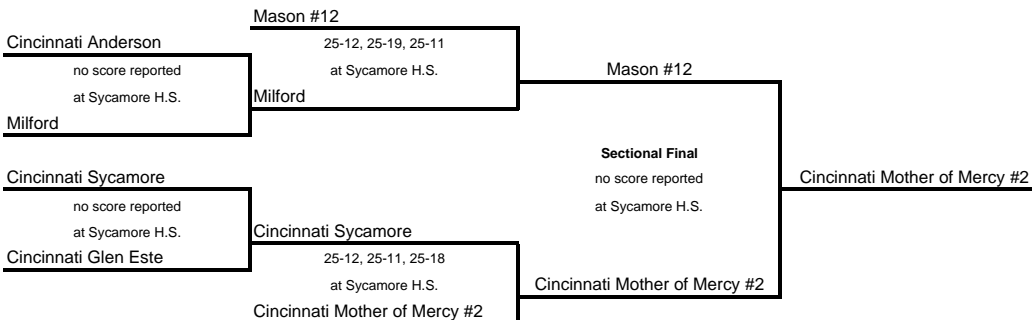 Mason #12
Cincinnati Anderson
25-12, 25-19, 25-11
no score reported
at Sycamore H.S.
Mason #12
at Sycamore H.S.
Milford
Milford
Sectional Final
Cincinnati Sycamore
no score reported
Cincinnati Mother of Mercy #2
no score reported
at Sycamore H.S.
at Sycamore H.S.
Cincinnati Sycamore
Cincinnati Glen Este
25-12, 25-11, 25-18
at Sycamore H.S.
Cincinnati Mother of Mercy #2
Cincinnati Mother of Mercy #2